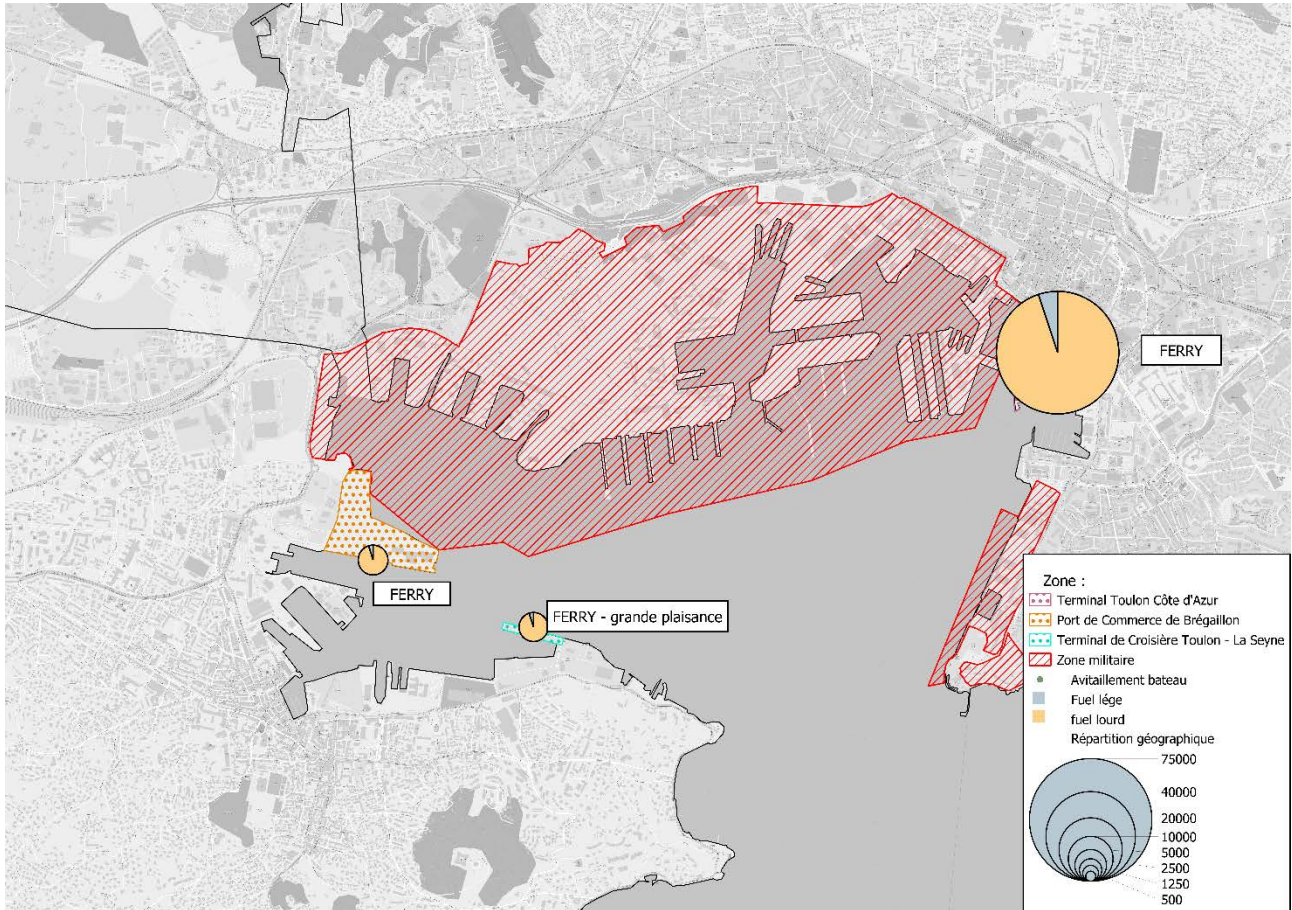 FERRY
FERRY
FERRY - grande plaisance
Zone :
Terminal Toulon Côte d'Azur
Port de Commerce de Brégaillon
Terminal de Croisière Toulon - La Seyne
Zone militaire
Avitaillement bateau
Fuel lége
fuel lourd
Répartition géographique
75000
40000
20000
10000
5000
2500
1250
500